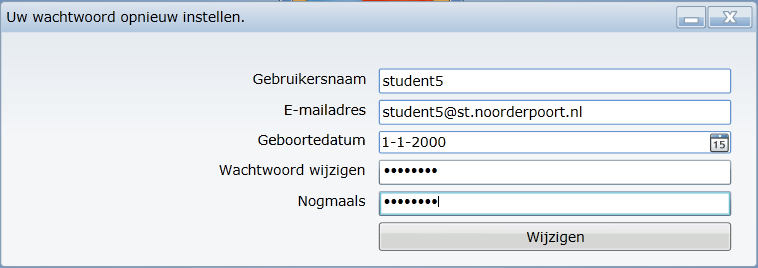 Uw wachtwoord opnieuw instellen.
Gebruikersnaam student5
E-mailadres student5@st.noorderpoort.nl
Geboortedatum 1-1-2000 15
Wachtwoord wijzigen ••••••••
Nogmaals ••••••••
Wijzigen